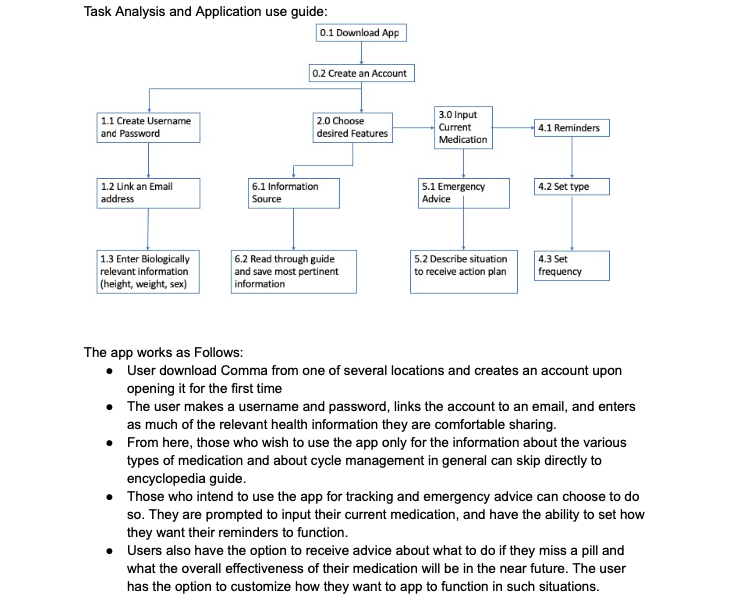 Task Analysis and Application use guide:
0.1 Download App
0.2 Create an Account
1.1 Create Username
and Password
2.0 Choose
desired Features
3.0 Input
Current
Medication
4.1 Reminders
1.2 Link an Email
address
6.1 Information
Source
5.1 Emergency
Advice
4.2 Set type
1.3 Enter Biologically
relevant information
(height, weight, sex)
6.2 Read through guide
and save most pertinent
information
5.2 Describe situation
to receive action plan
4.3 Set
frequency
The app works as Follows:
● User download Comma from one of several locations and creates an account upon
opening it for the first time
● The user makes a username and password, links the account to an email, and enters
as much of the relevant health information they are comfortable sharing.
● From here, those who wish to use the app only for the information about the various
types of medication and about cycle management in general can skip directly to
encyclopedia guide.
● Those who intend to use the app for tracking and emergency advice can choose to do
so. They are prompted to input their current medication, and have the ability to set how
they want their reminders to function.
● Users also have the option to receive advice about what to do if they miss a pill and
what the overall effectiveness of their medication will be in the near future. The user
has the option to customize how they want to app to function in such situations.